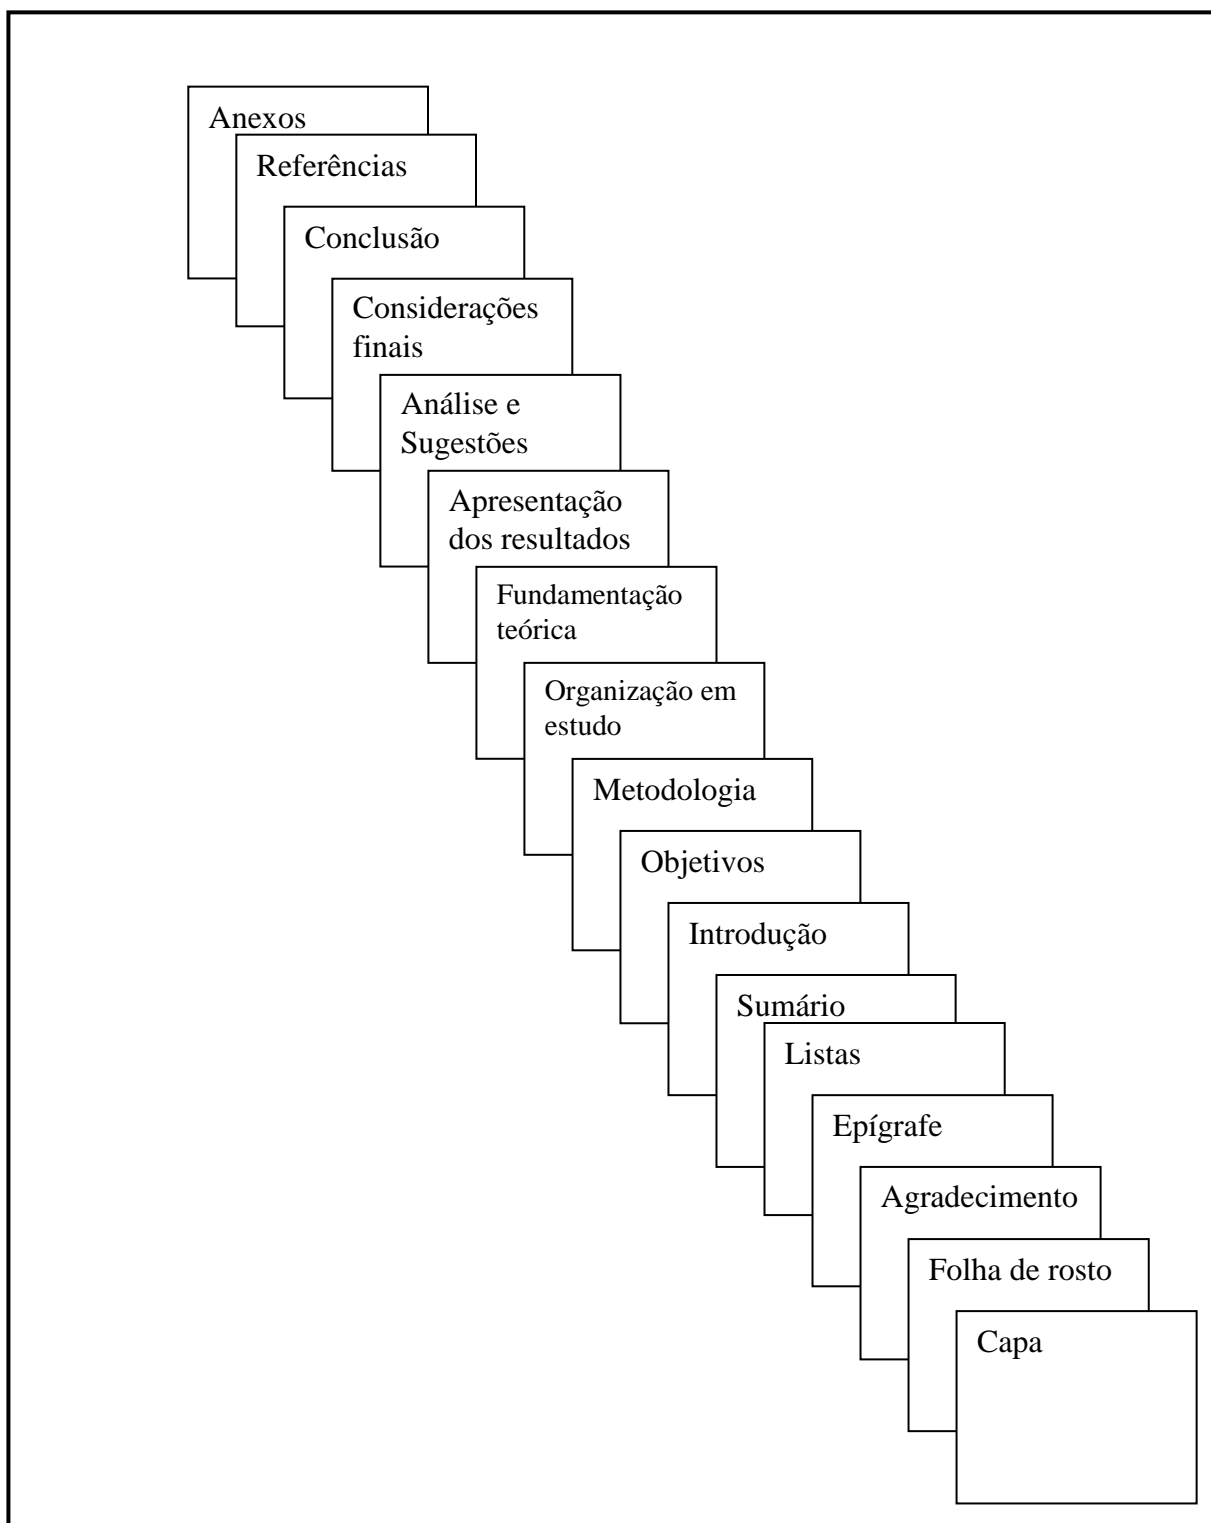 Anexos
Referências
Conclusão
Considerações
finais
Análise e
Sugestões
Apresentação
dos resultados
Fundamentação
teórica
Organização em
estudo
Metodologia
Objetivos
Introdução
Sumário
Listas
Epígrafe
Agradecimento
Folha de rosto
Capa